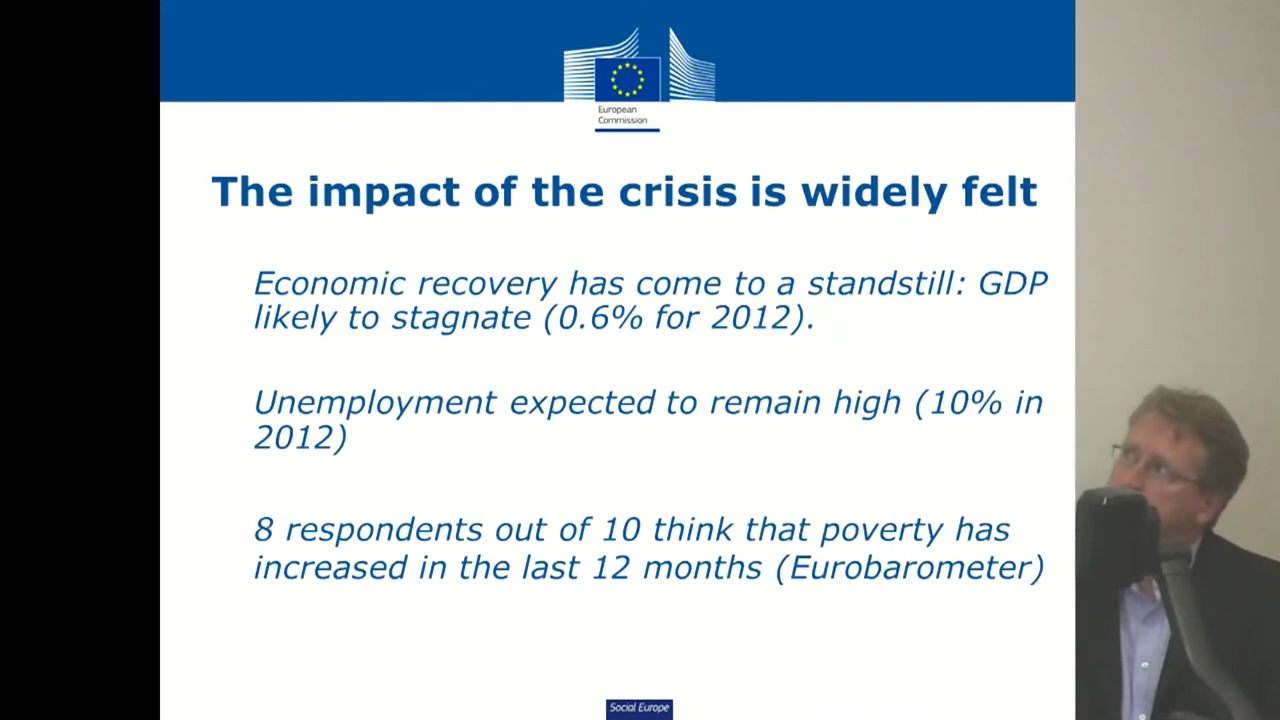 European
Commission
The impact of the crisis is widely felt
Economic recovery has come to a standstill: GDP
likely to stagnate (0.6% for 2012).
Unemployment expected to remain high (10% in
2012)
8 respondents out of 10 think that poverty has
increased in the last 12 months (Eurobarometer)
Social Europe